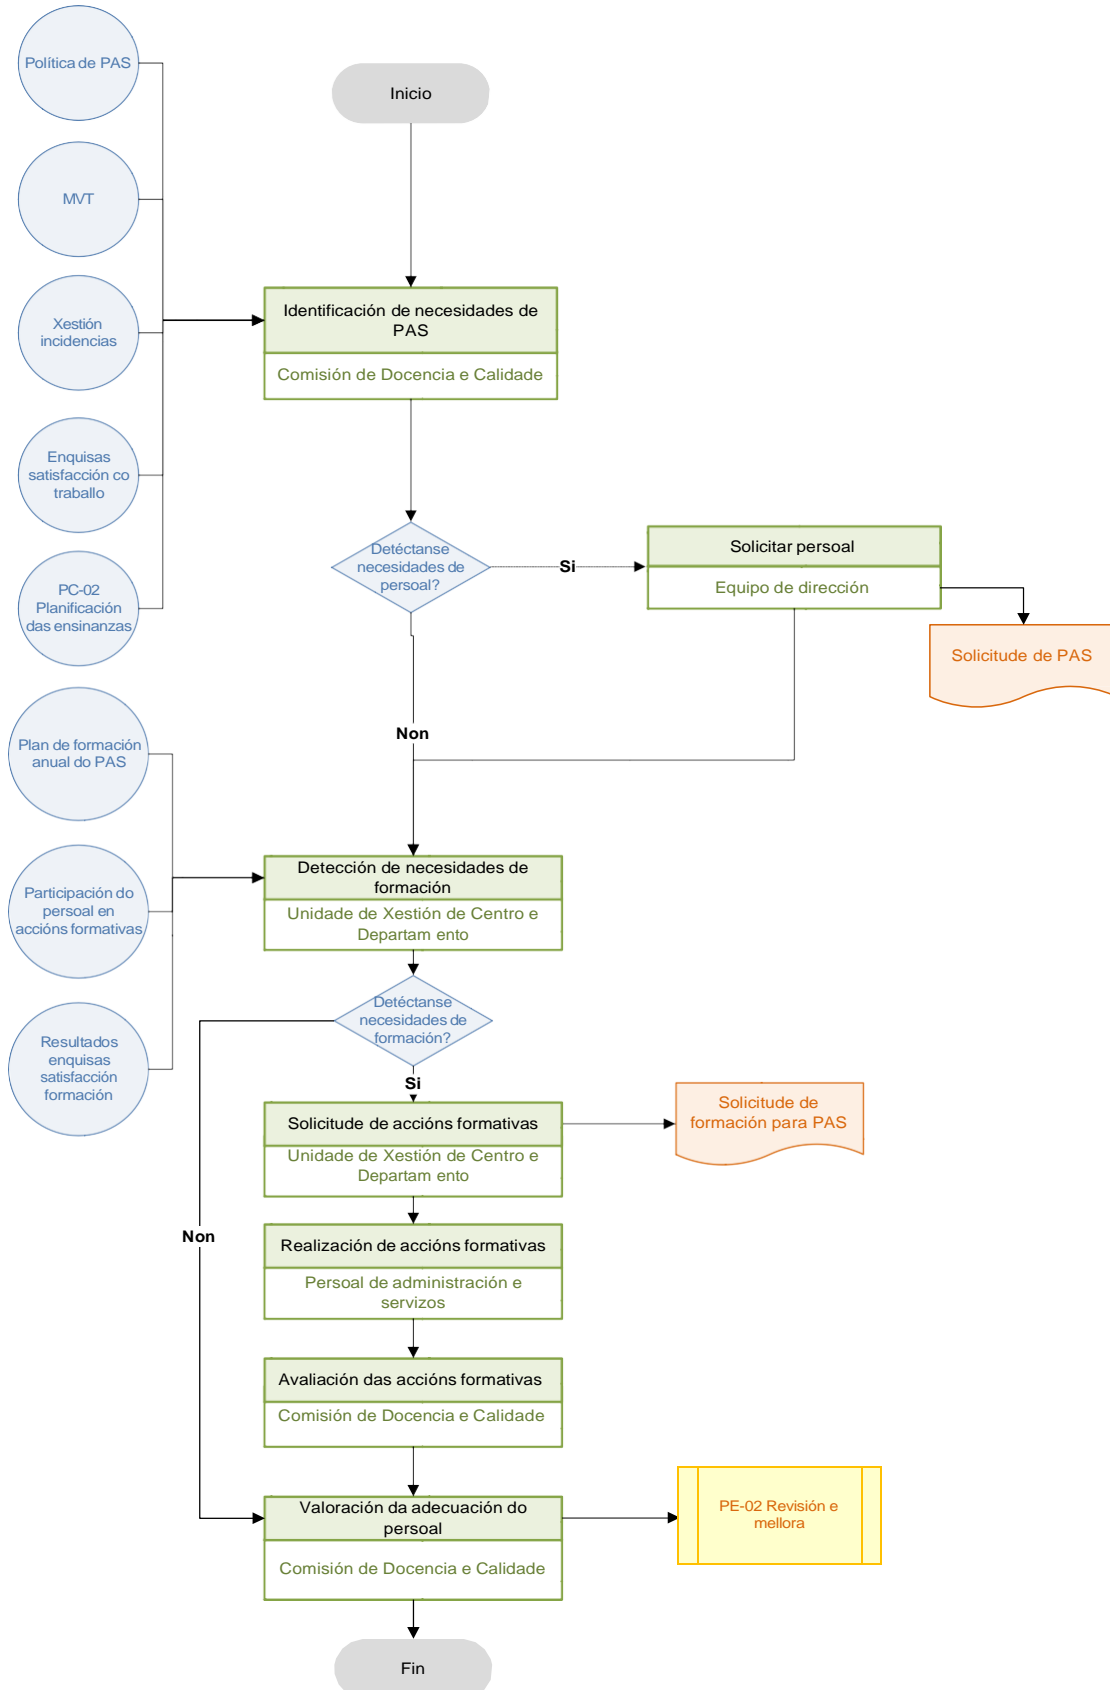 Política de PAS
Inicio
MVT
Xestión
incidencias
Identificación de necesidades de
PAS
Comisión de Docencia e Calidade
Enquisas
satisfacción co
traballo
Detéctanse
necesidades de
persoal?
Si
Solicitar persoal
Equipo de dirección
Solicitude de PAS
PC-02
Planificación
das ensinanzas
Non
Plan de formación
anual do PAS
Detección de necesidades de
formación
Unidade de Xestión de Centro e
Departam ento
Participación do
persoal en
accións formativas
Detéctanse
necesidades de
formación?
Resultados
enquisas
satisfacción
formación
Si
Solicitude de accións formativas
Unidade de Xestión de Centro e
Departam ento
Solicitude de
formación para PAS
Non
Realización de accións formativas
Persoal de administración e
servizos
Avaliación das accións formativas
Comisión de Docencia e Calidade
Valoración da adecuación do
persoal
Comisión de Docencia e Calidade
PE-02 Revisión e
mellora
Fin